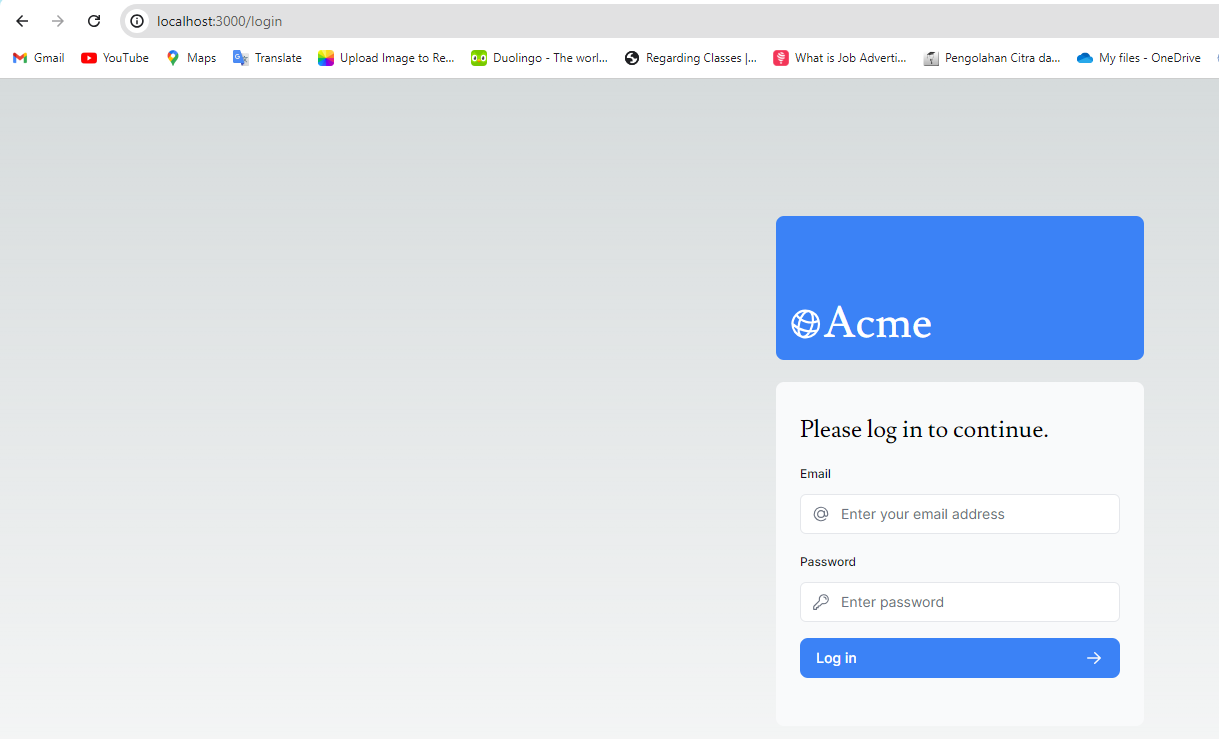 localhost:3000/login
Gmail YouTube Maps Translate Upload Image to Re... Duolingo - The worl... Regarding Classes |... What is Job Adverti... Pengolahan Citra da... My files - OneDrive
Acme
Please log in to continue.
Email
Enter your email address
Password
Enter password
Log in